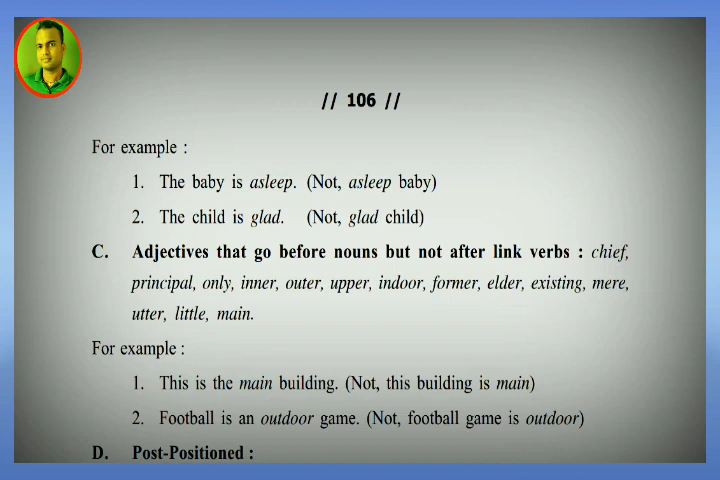 // 106 //
For example :
1. The baby is asleep. (Not, asleep baby)
2. The child is glad. (Not, glad child)
C. Adjectives that go before nouns but not after link verbs : chief,
principal, only, inner, outer, upper, indoor, former, elder, existing, mere,
utter, little, main.
For example :
1. This is the main building. (Not, this building is main)
2. Football is an outdoor game. (Not, football game is outdoor)
D. Post-Positioned :